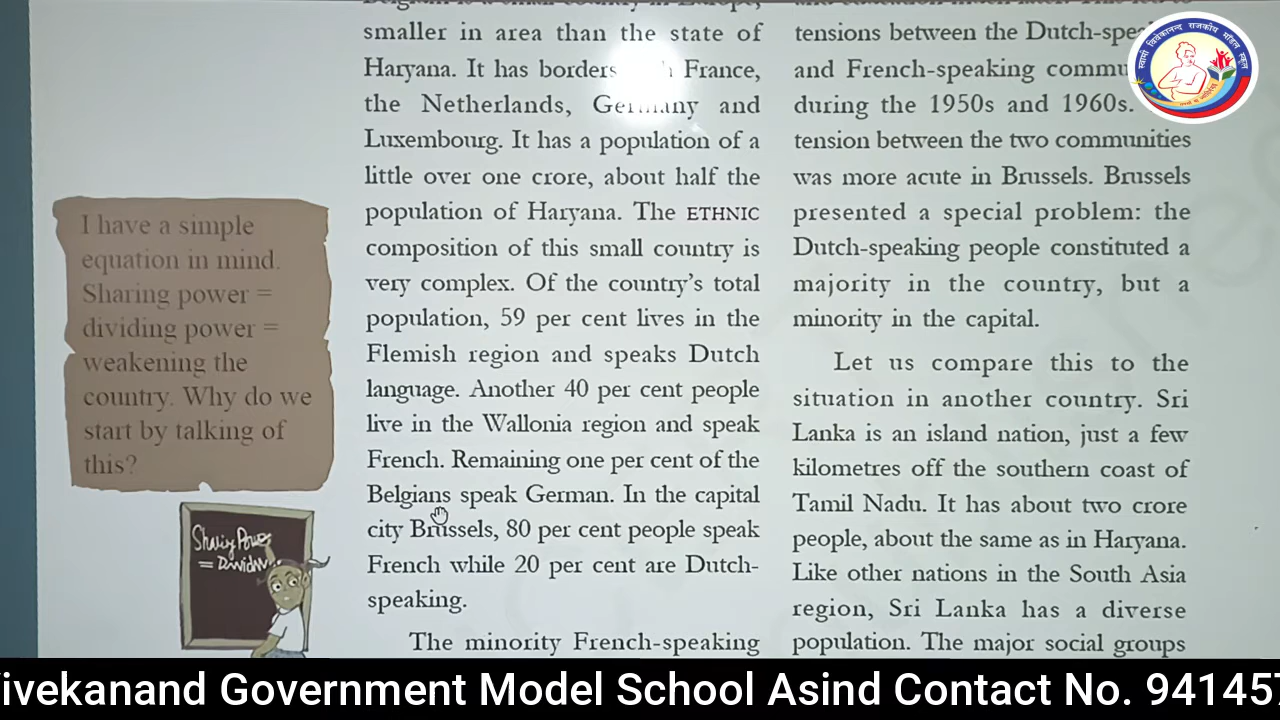 smaller in area than the state of
Haryana. It has borders France,
the Netherlands, Germany and
Luxembourg. It has a population of a
little over one crore, about half the
population of Haryana. The ETHNIC
composition of this small country is
very complex. Of the country's total
population, 59 per cent lives in the
Flemish region and speaks Dutch
language. Another 40 per cent people
live in the Wallonia region and speak
French. Remaining one per cent of the
Belgians speak German. In the capital
city Brussels, 80 per cent people speak
French while 20 per cent are Dutch-
speaking.
The minority French-speaking
tensions between the Dutch-spe
and French-speaking commu
during the 1950s and 1960s.
tension between the two communities
was more acute in Brussels. Brussels
presented a special problem: the
Dutch-speaking people constituted a
majority in the country, but a
minority in the capital.
Let us compare this to the
situation in another country. Sri
Lanka is an island nation, just a few
kilometres off the southern coast of
Tamil Nadu. It has about two crore
people, about the same as in Haryana.
Like other nations in the South Asia
region, Sri Lanka has a diverse
population. The major social groups
I have a simple
equation in mind.
Sharing power =
dividing power =
weakening the
country. Why do we
start by talking of
this?
Sharing Power
= Dividin
स्वामी विवेकानन्द राजकीय मॉडल स्कूल
ivekanand Government Model School Asind Contact No. 94145